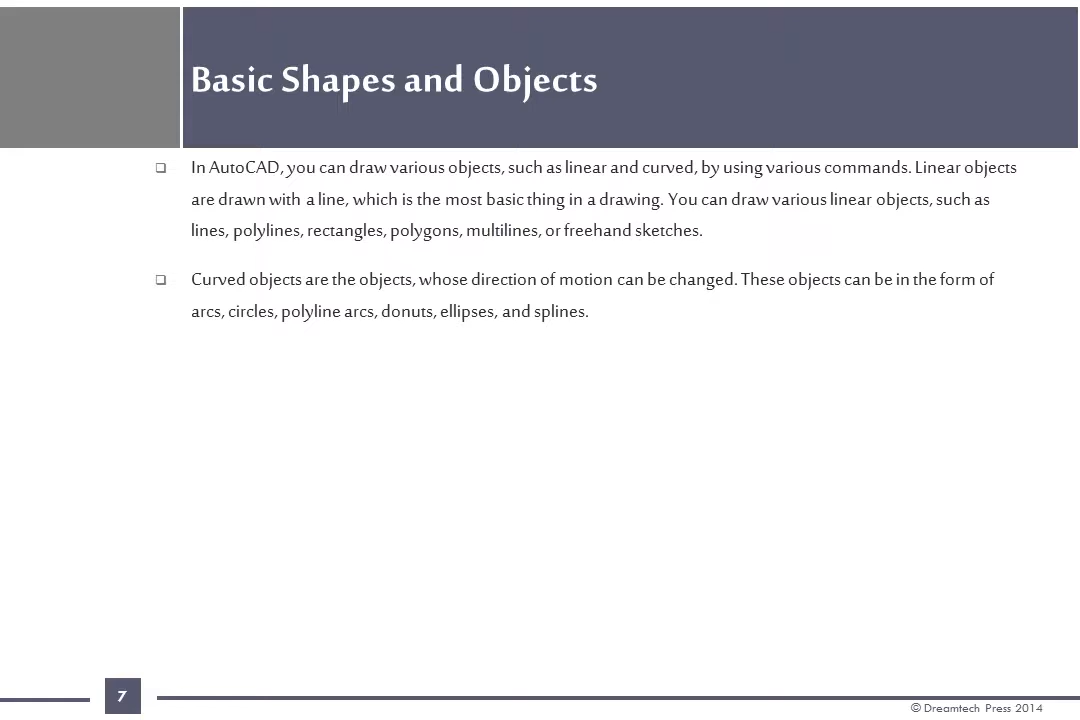 Basic Shapes and Objects
❑ In AutoCAD, you can draw various objects, such as linear and curved, by using various commands. Linear objects
are drawn with a line, which is the most basic thing in a drawing. You can draw various linear objects, such as
lines, polylines, rectangles, polygons, multilines, or freehand sketches.
❑ Curved objects are the objects, whose direction of motion can be changed. These objects can be in the form of
arcs, circles, polyline arcs, donuts, ellipses, and splines.
7
© Dreamtech Press 2014